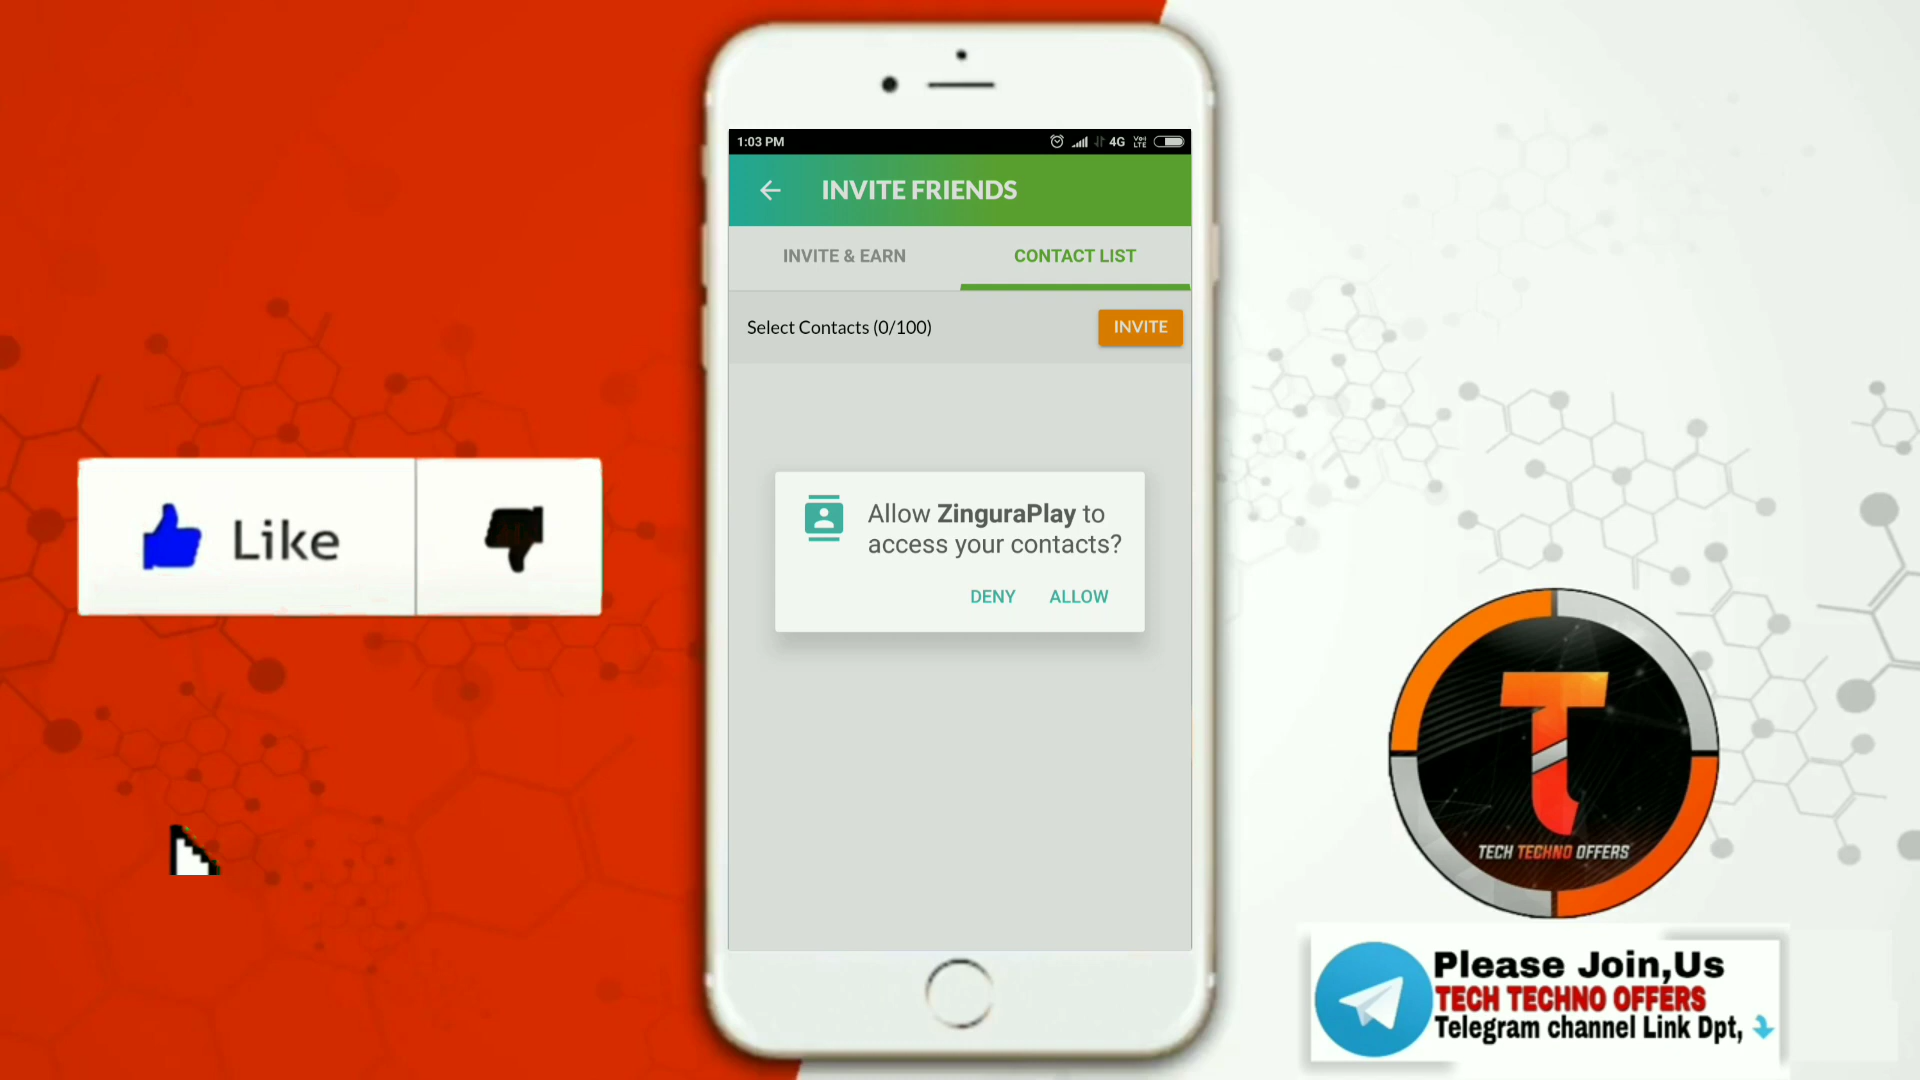 1:03 PM
4G
INVITE FRIENDS
INVITE & EARN
CONTACT LIST
Select Contacts (0/100)
INVITE
Allow ZinguraPlay to
access your contacts?
DENY
ALLOW
Like
TECH TECHNO OFFERS
Please Join,Us
TECH TECHNO OFFERS
Telegram channel Link Dpt,